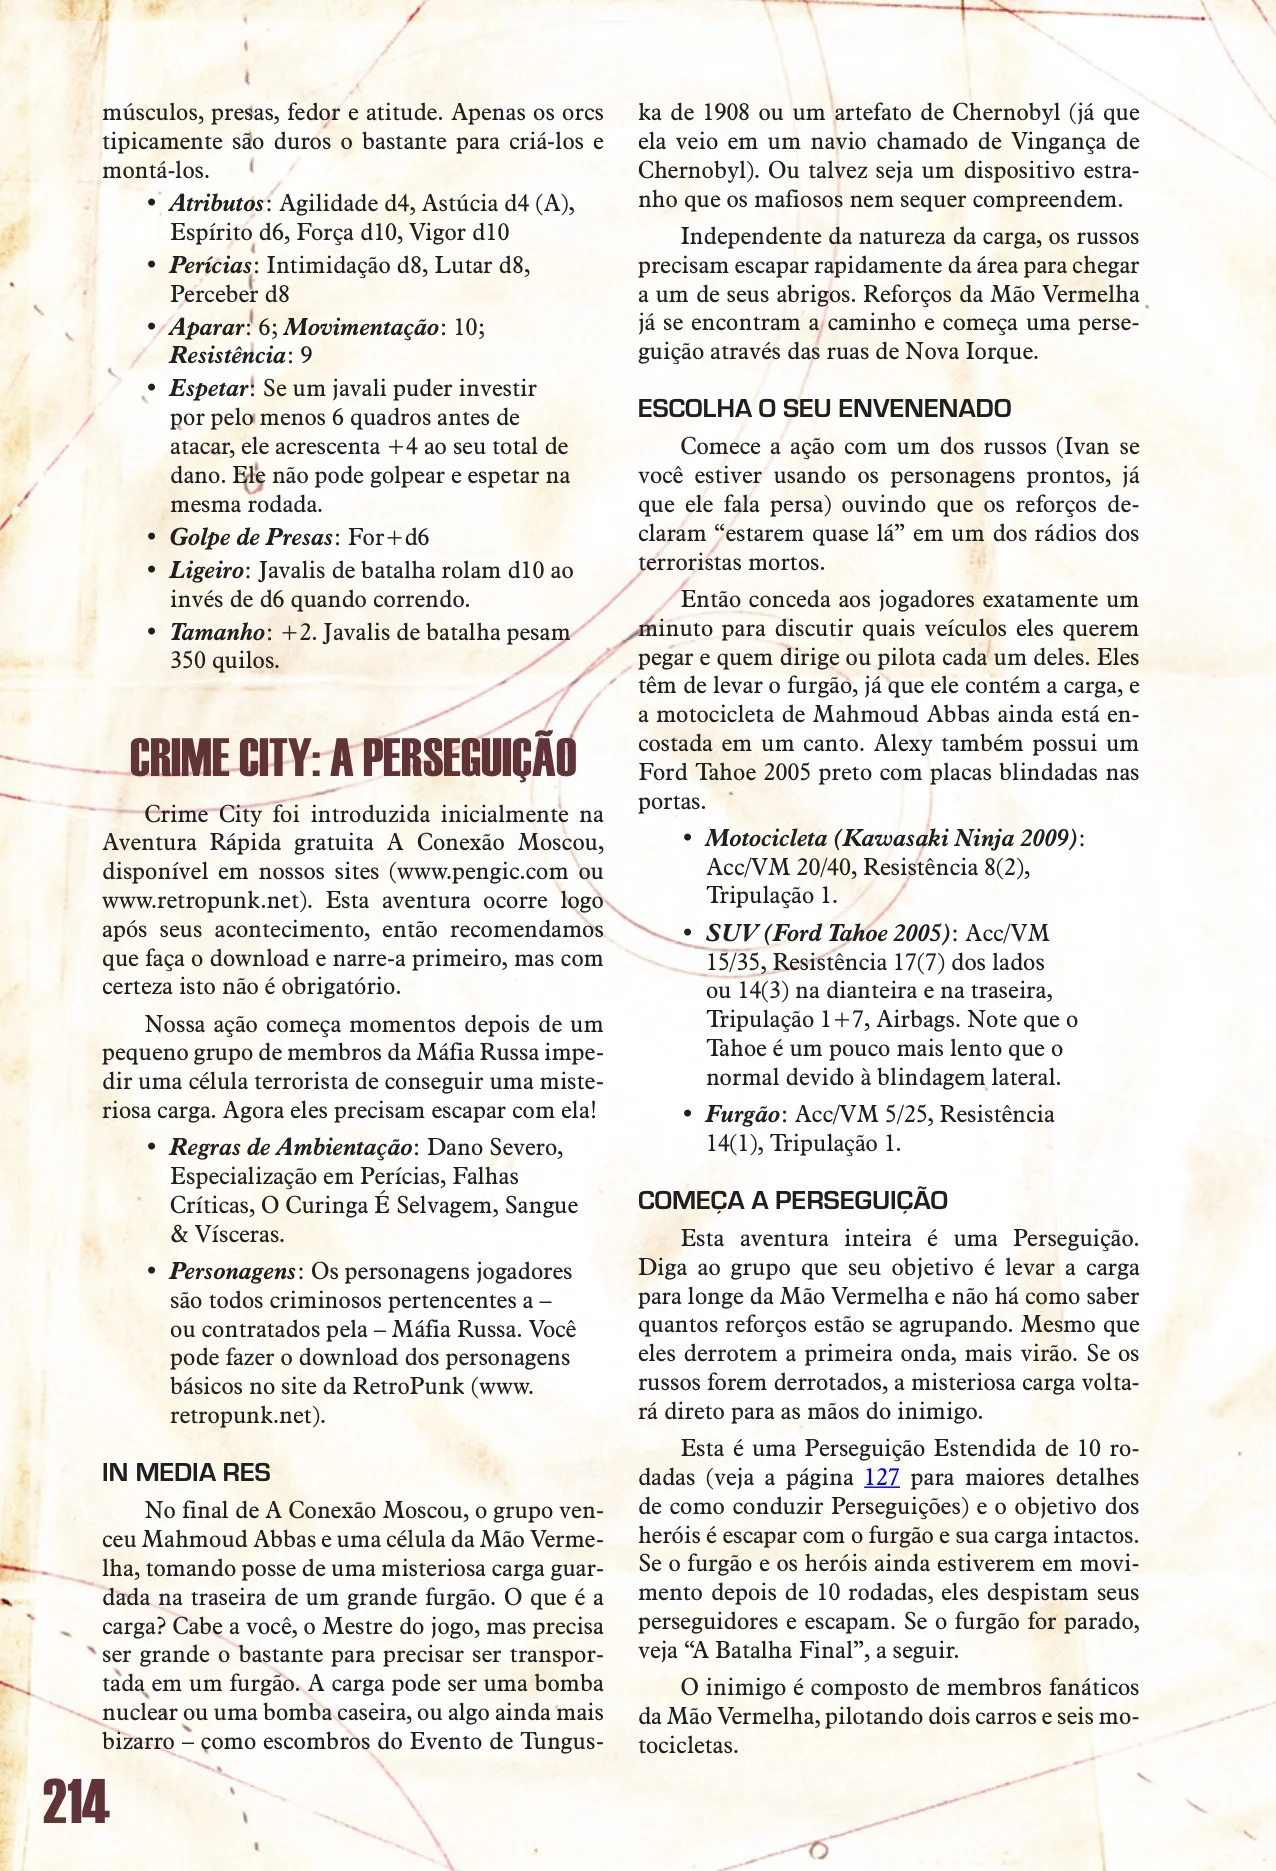 músculos, presas, fedor e atitude. Apenas os orcs
tipicamente são duros o bastante para criá-los e
montá-los.
• Atributos: Agilidade d4, Astúcia d4 (A),
Espírito d6, Força d10, Vigor d10
• Perícias: Intimidação d8, Lutar d8,
Perceber d8
• Aparar: 6; Movimentação: 10;
Resistência: 9
• Espetar: Se um javali puder investir
por pelo menos 6 quadros antes de
atacar, ele acrescenta +4 ao seu total de
dano. Ele não pode golpear e espetar na
mesma rodada.
• Golpe de Presas: For+d6
• Ligeiro: Javalis de batalha rolam d10 ao
invés de d6 quando correndo.
• Tamanho: +2. Javalis de batalha pesam
350 quilos.
CRIME CITY: A PERSEGUIÇÃO
Crime City foi introduzida inicialmente na
Aventura Rápida gratuita A Conexão Moscou,
disponível em nossos sites (www.pengic.com ou
www.retropunk.net). Esta aventura ocorre logo
após seus acontecimento, então recomendamos
que faça o download e narre-a primeiro, mas com
certeza isto não é obrigatório.
Nossa ação começa momentos depois de um
pequeno grupo de membros da Máfia Russa impe-
dir uma célula terrorista de conseguir uma miste-
riosa carga. Agora eles precisam escapar com ela!
• Regras de Ambientação: Dano Severo,
Especialização em Perícias, Falhas
Críticas, O Curinga É Selvagem, Sangue
& Vísceras.
• Personagens: Os personagens jogadores
são todos criminosos pertencentes a –
ou contratados pela – Máfia Russa. Você
pode fazer o download dos personagens
básicos no site da RetroPunk (www.
retropunk.net).
IN MEDIA RES
No final de A Conexão Moscou, o grupo ven-
ceu Mahmoud Abbas e uma célula da Mão Verme-
lha, tomando posse de uma misteriosa carga guar-
dada na traseira de um grande furgão. O que é a
carga? Cabe a você, o Mestre do jogo, mas precisa
ser grande o bastante para precisar ser transpor-
tada em um furgão. A carga pode ser uma bomba
nuclear ou uma bomba caseira, ou algo ainda mais
bizarro – como escombros do Evento de Tungus-
ka de 1908 ou um artefato de Chernobyl (já que
ela veio em um navio chamado de Vingança de
Chernobyl). Ou talvez seja um dispositivo estra-
nho que os mafiosos nem sequer compreendem.
Independente da natureza da carga, os russos
precisam escapar rapidamente da área para chegar
a um de seus abrigos. Reforços da Mão Vermelha
já se encontram a caminho e começa uma perse-
guição através das ruas de Nova Iorque.
ESCOLHA O SEU ENVENENADO
Comece a ação com um dos russos (Ivan se
você estiver usando os personagens prontos, já
que ele fala persa) ouvindo que os reforços de-
claram “estarem quase lá” em um dos rádios dos
terroristas mortos.
Então conceda aos jogadores exatamente um
minuto para discutir quais veículos eles querem
pegar e quem dirige ou pilota cada um deles. Eles
têm de levar o furgão, já que ele contém a carga, e
a motocicleta de Mahmoud Abbas ainda está en-
costada em um canto. Alexy também possui um
Ford Tahoe 2005 preto com placas blindadas nas
portas.
• Motocicleta (Kawasaki Ninja 2009):
Acc/VM 20/40, Resistência 8(2),
Tripulação 1.
• SUV (Ford Tahoe 2005): Acc/VM
15/35, Resistência 17(7) dos lados
ou 14(3) na dianteira e na traseira,
Tripulação 1+7, Airbags. Note que o
Tahoe é um pouco mais lento que o
normal devido à blindagem lateral.
• Furgão: Acc/VM 5/25, Resistência
14(1), Tripulação 1.
COMEÇA A PERSEGUIÇÃO
Esta aventura inteira é uma Perseguição.
Diga ao grupo que seu objetivo é levar a carga
para longe da Mão Vermelha e não há como saber
quantos reforços estão se agrupando. Mesmo que
eles derrotem a primeira onda, mais virão. Se os
russos forem derrotados, a misteriosa carga volta-
rá direto para as mãos do inimigo.
Esta é uma Perseguição Estendida de 10 ro-
dadas (veja a página 127 para maiores detalhes
de como conduzir Perseguições) e o objetivo dos
heróis é escapar com o furgão e sua carga intactos.
Se o furgão e os heróis ainda estiverem em movi-
mento depois de 10 rodadas, eles despistam seus
perseguidores e escapam. Se o furgão for parado,
veja “A Batalha Final”, a seguir.
O inimigo é composto de membros fanáticos
da Mão Vermelha, pilotando dois carros e seis mo-
tocicletas.
214